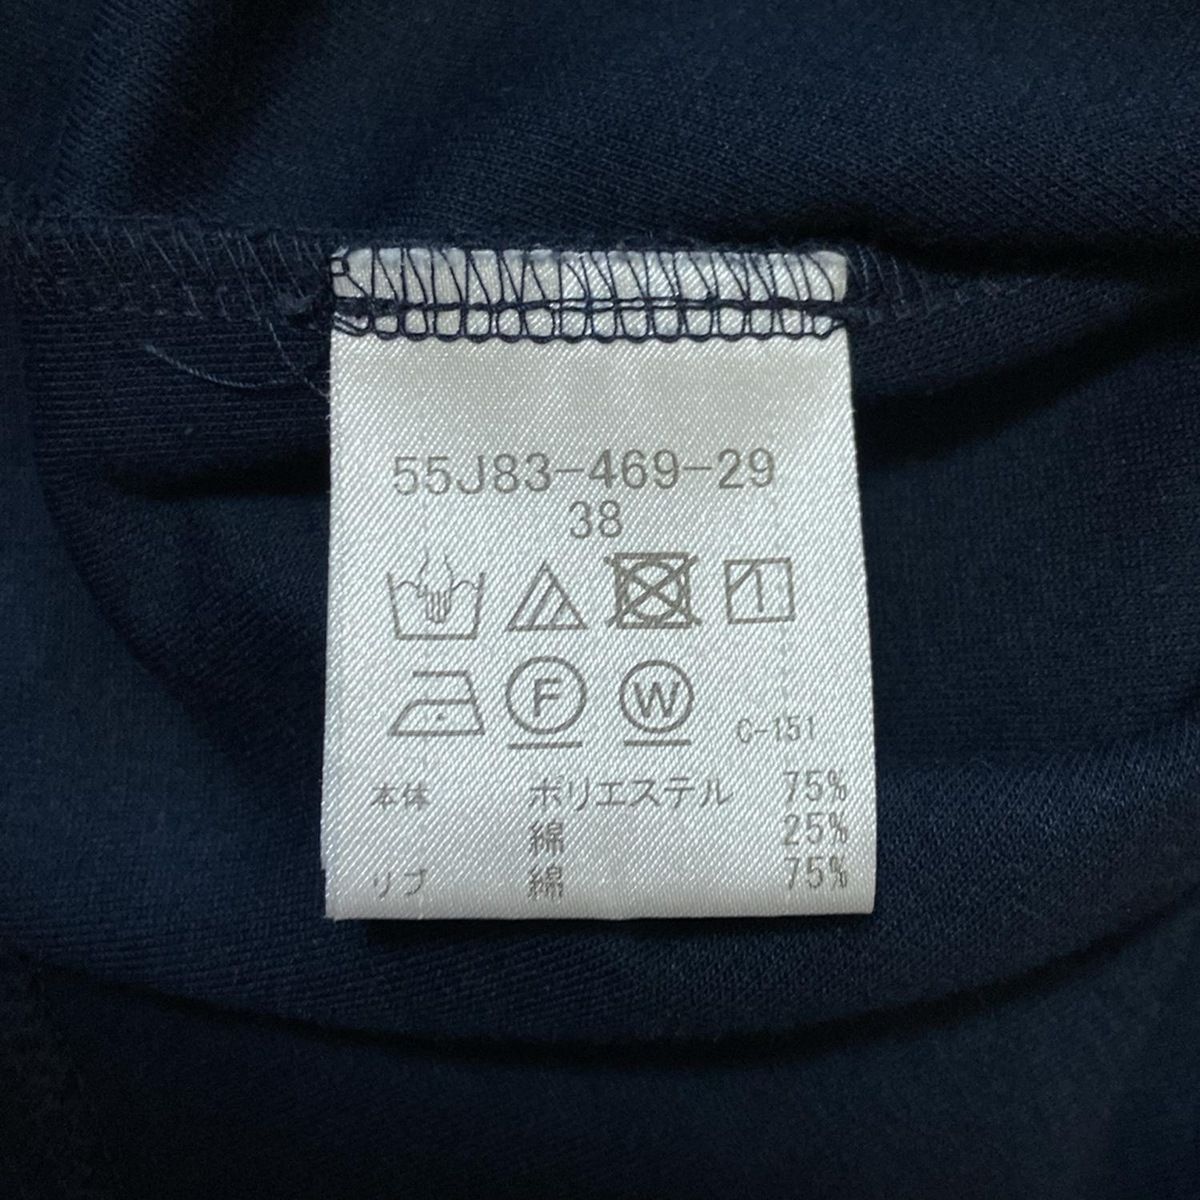 55J83-469-29
38
F W C-151
本体 ポリエステル 75%
綿 25%
リブ 綿 75%